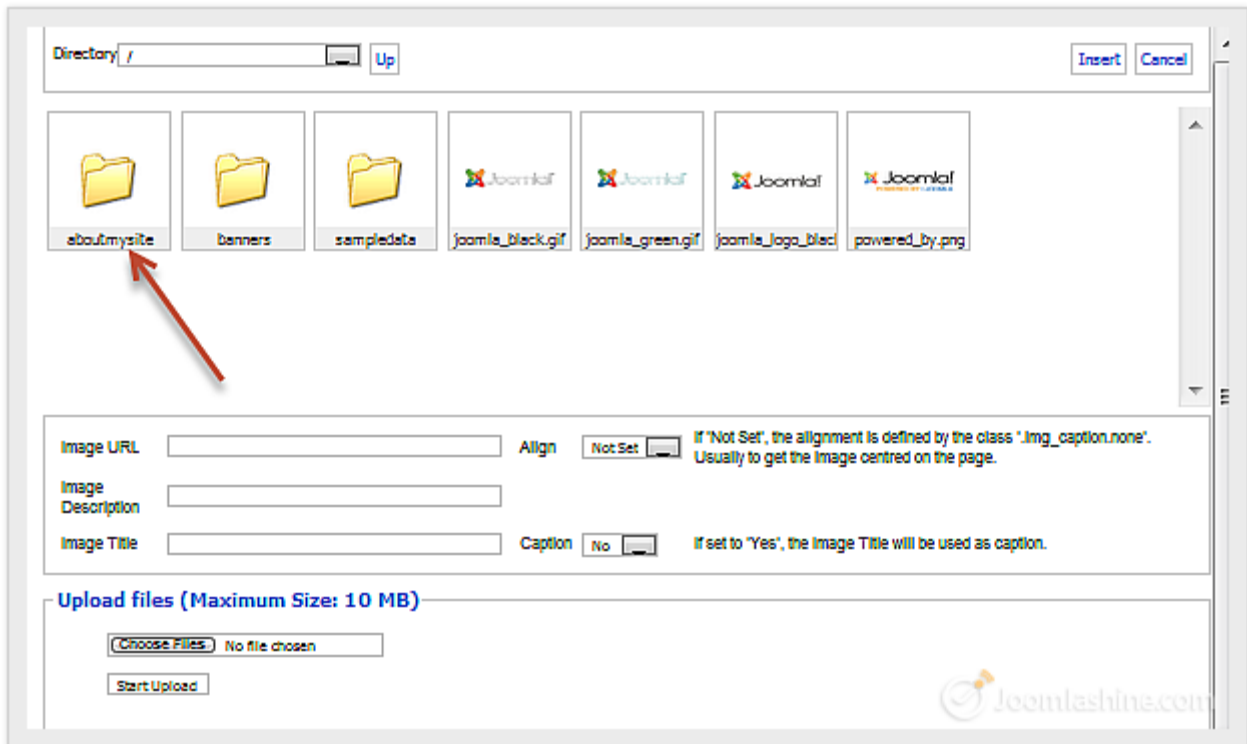 Directory / Up Insert Cancel
Joomla! Joomla! Joomla! Joomla!
aboutmysite banners sampledata joomla_black.gif joomla_green.gif joomla_logo_blacl powered_by.png
Image URL Align Not Set If "Not Set", the alignment is defined by the class ".img_caption.none".
Usually to get the image centred on the page.
Image
Description
Image Title Caption No If set to "Yes", the Image Title will be used as caption.
Upload files (Maximum Size: 10 MB)
Choose Files No file chosen
Start Upload
Joomlashine.com